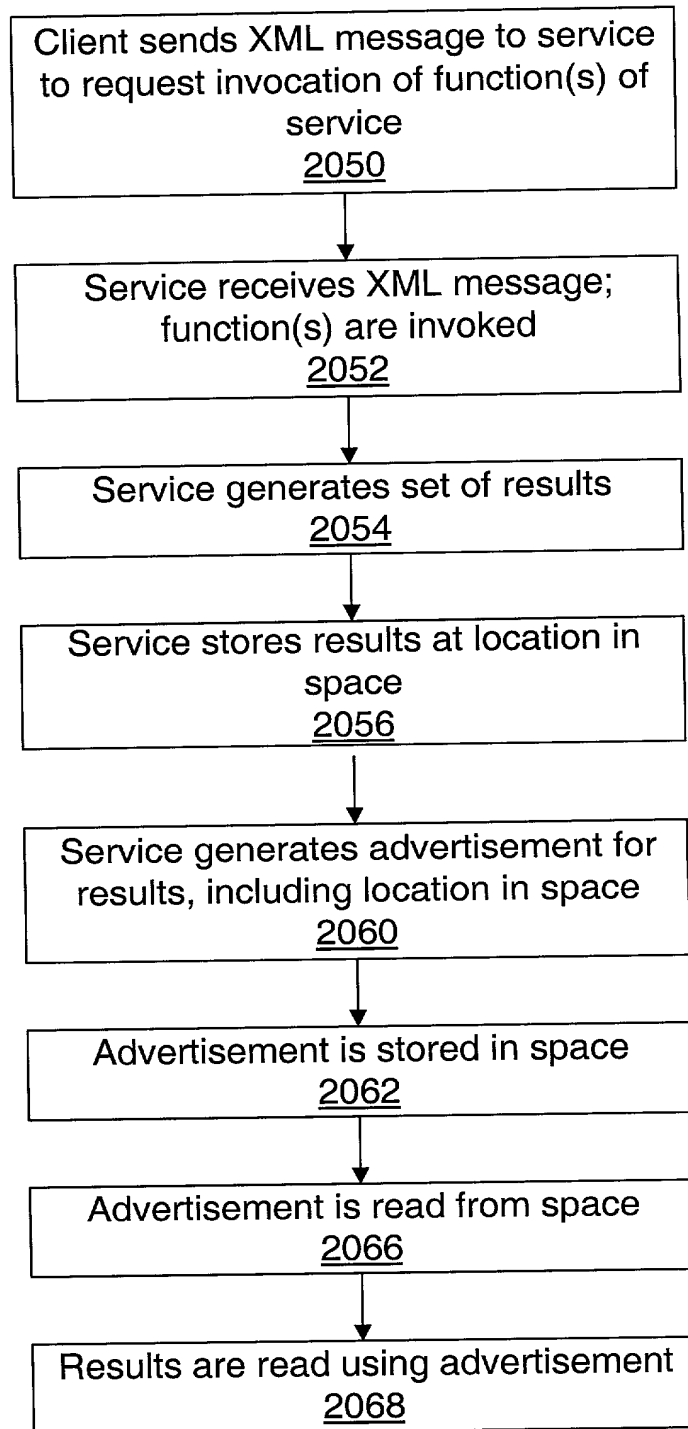 Client sends XML message to service
to request invocation of function(s) of
service
2050
Service receives XML message;
function(s) are invoked
2052
Service generates set of results
2054
Service stores results at location in
space
2056
Service generates advertisement for
results, including location in space
2060
Advertisement is stored in space
2062
Advertisement is read from space
2066
Results are read using advertisement
2068